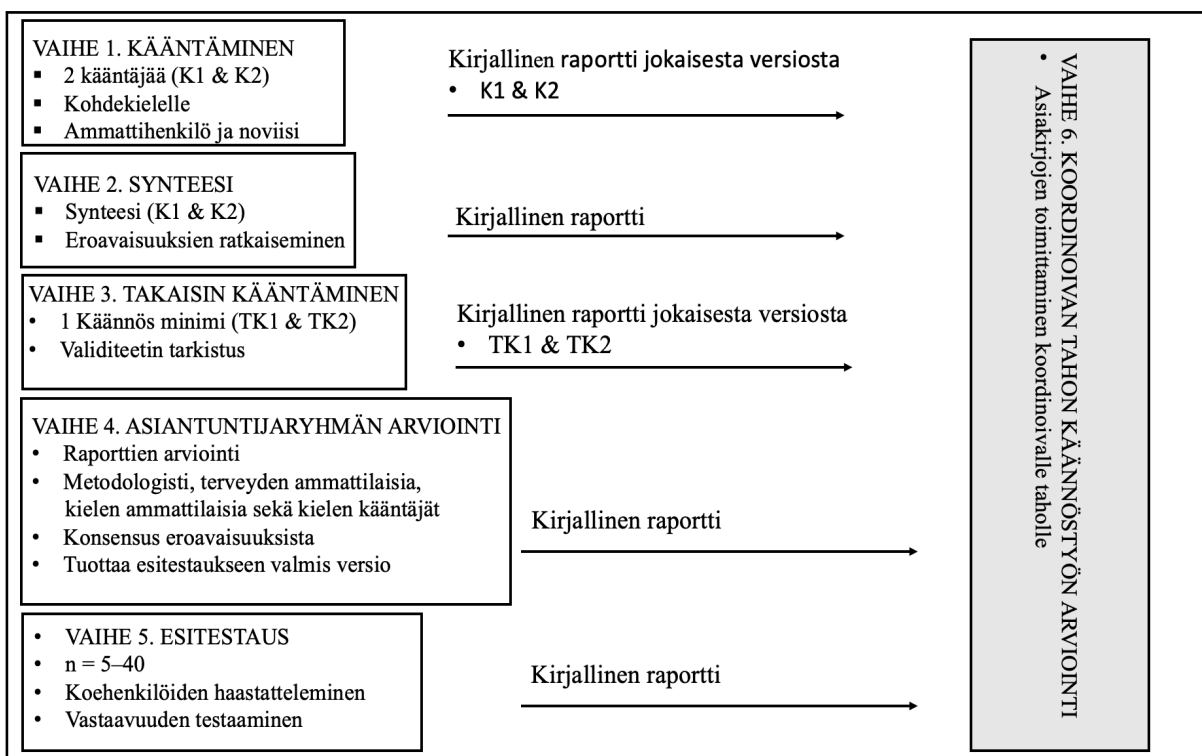 VAIHE 1. KÄÄNTÄMINEN
▪ 2 kääntäjää (K1 & K2)
▪ Kohdekielelle
▪ Ammattihenkilö ja noviisi
Kirjallinen raportti jokaisesta versiosta
• K1 & K2
VAIHE 2. SYNTEESI
▪ Synteesi (K1 & K2)
▪ Eroavaisuuksien ratkaiseminen
Kirjallinen raportti
VAIHE 3. TAKAISIN KÄÄNTÄMINEN
• 1 Käännös minimi (TK1 & TK2)
• Validiteetin tarkistus
Kirjallinen raportti jokaisesta versiosta
• TK1 & TK2
VAIHE 4. ASIANTUNTIJARYHMÄN ARVIOINTI
• Raporttien arviointi
• Metodologisti, terveyden ammattilaisia,
kielen ammattilaisia sekä kielen kääntäjät
• Konsensus eroavaisuuksista
• Tuottaa esitestaukseen valmis versio
Kirjallinen raportti
• VAIHE 5. ESITESTAUS
• n = 5–40
• Koehenkilöiden haastatteleminen
• Vastaavuuden testaaminen
Kirjallinen raportti
VAIHE 6. KOORDINOIVAN TAHON KÄÄNNÖSTYÖN ARVIOINTI
• Asiakirjojen toimittaminen koordinoivalle taholle